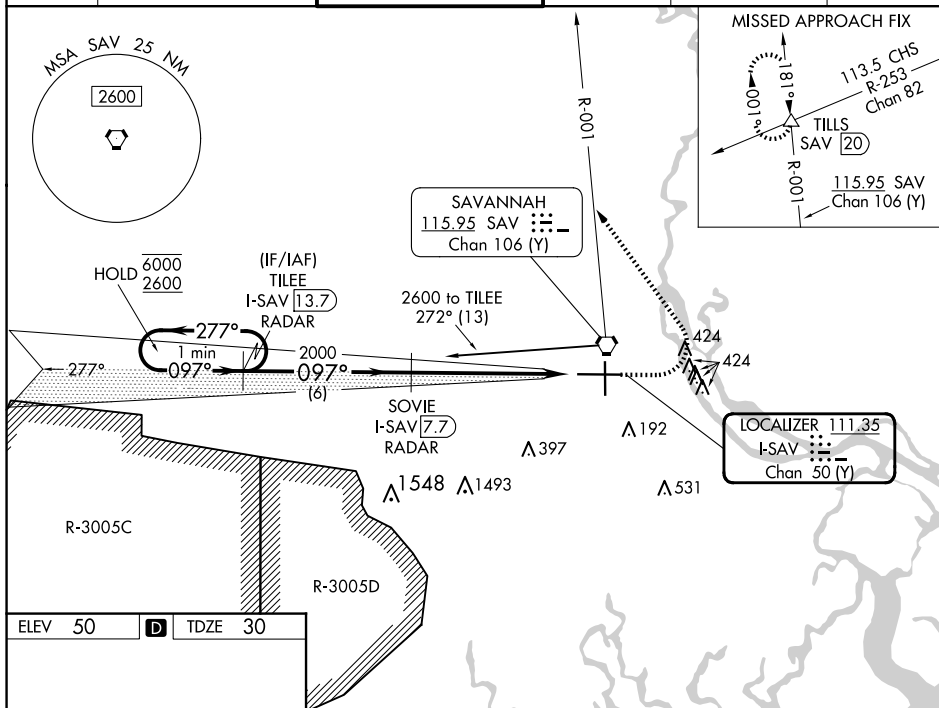 MSA SAV 25 NM
2600
MISSED APPROACH FIX
181°
001°
113.5 CHS
R-253
Chan 82
TILLS
SAV 20
R-001
115.95 SAV
Chan 106 (Y)
R-001
SAVANNAH
115.95 SAV
Chan 106 (Y)
HOLD 6000
2600
(IF/IAF)
TILEE
I-SAV 13.7
RADAR
2600 to TILEE
272° (13)
277°
1 min
097°
277°
2000
097°
(6)
SOVIE
I-SAV 7.7
RADAR
424
424
LOCALIZER 111.35
I-SAV
Chan 50 (Y)
192
397
1548
1493
531
R-3005C
R-3005D
ELEV 50 D TDZE 30